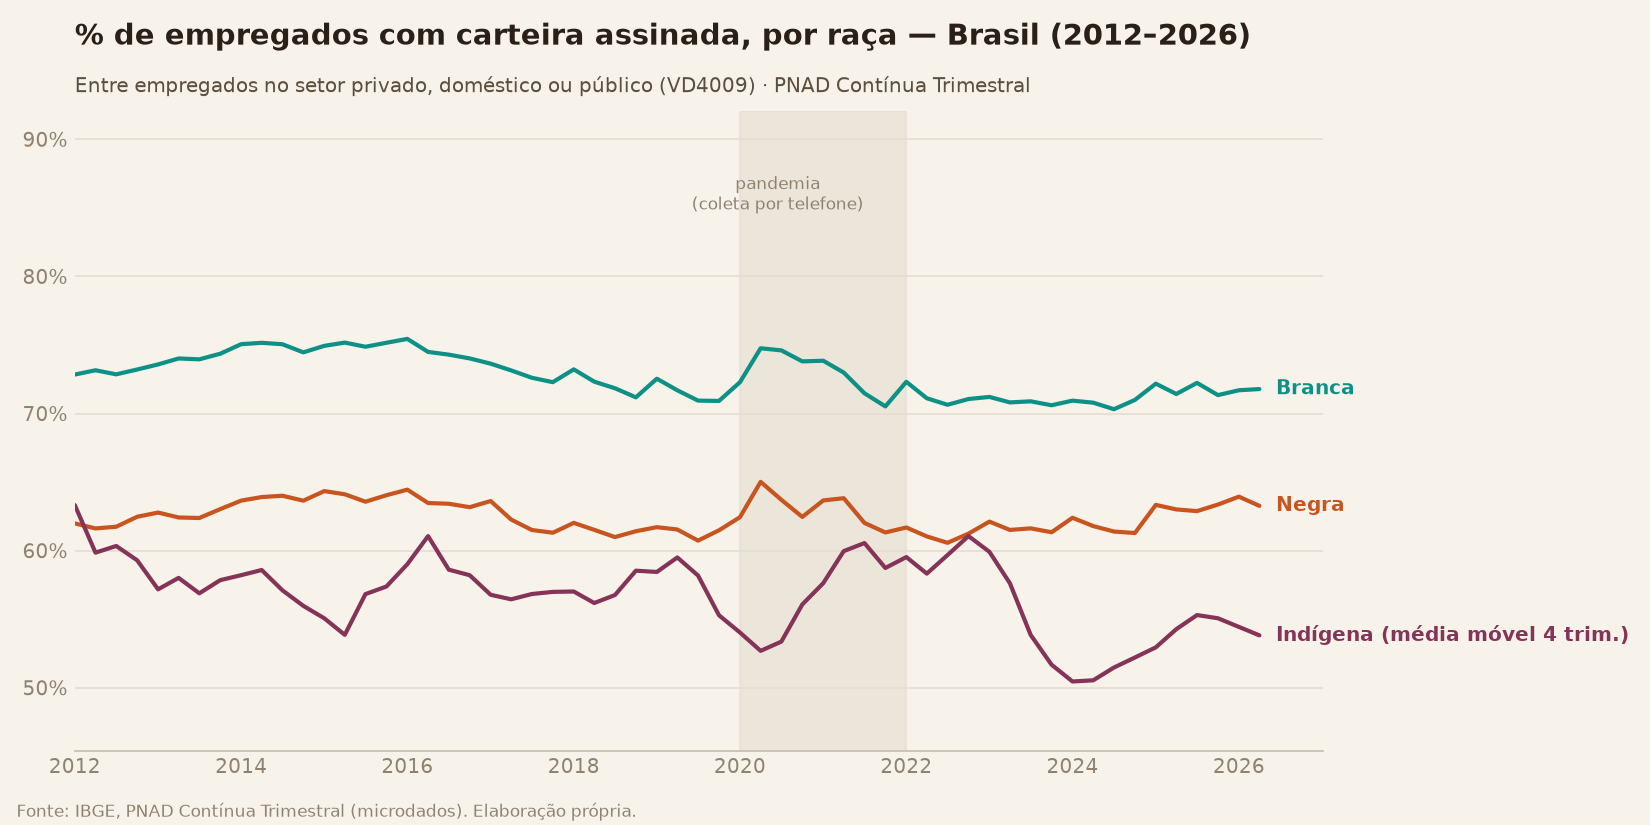 % de empregados com carteira assinada, por raça — Brasil (2012–2026)
Entre empregados no setor privado, doméstico ou público (VD4009) · PNAD Contínua Trimestral
90%
pandemia
(coleta por telefone)
80%
70%
Branca
Negra
60%
Indígena (média móvel 4 trim.)
50%
2012 2014 2016 2018 2020 2022 2024 2026
Fonte: IBGE, PNAD Contínua Trimestral (microdados). Elaboração própria.